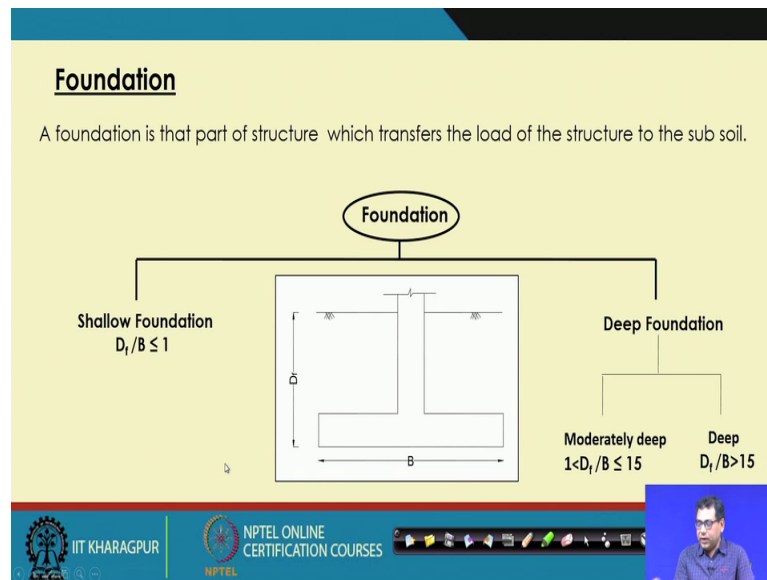 Foundation
A foundation is that part of structure which transfers the load of the structure to the sub soil.
Foundation
Shallow Foundation
Df /B ≤ 1
Df
B
Deep Foundation
Moderately deep
1<Df /B ≤ 15
Deep
Df /B>15
IIT KHARAGPUR
NPTEL
NPTEL ONLINE
CERTIFICATION COURSES